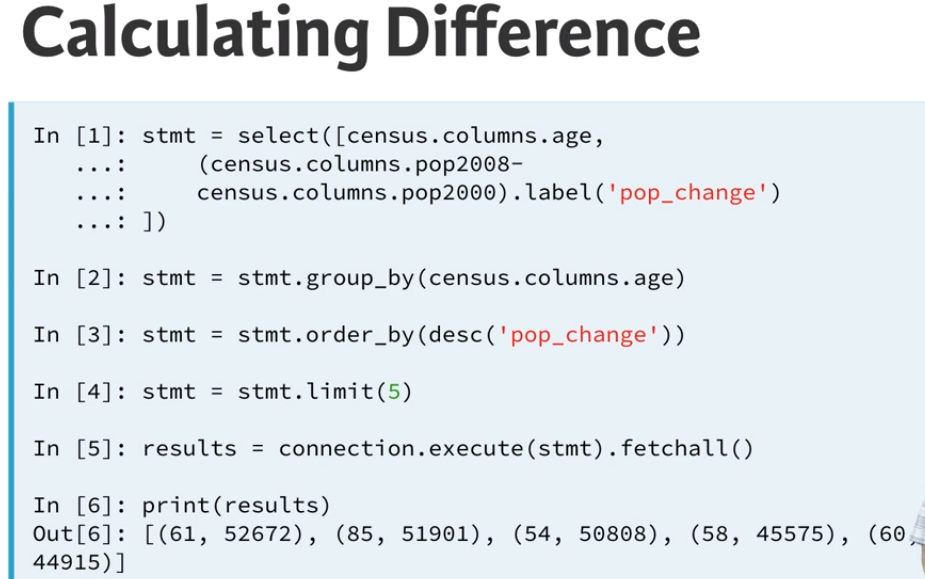 Calculating Difference
In [1]: stmt = select([census.columns.age,
...: (census.columns.pop2008-
...: census.columns.pop2000).label('pop_change')
...: ])
In [2]: stmt = stmt.group_by(census.columns.age)
In [3]: stmt = stmt.order_by(desc('pop_change'))
In [4]: stmt = stmt.limit(5)
In [5]: results = connection.execute(stmt).fetchall()
In [6]: print(results)
Out[6]: [(61, 52672), (85, 51901), (54, 50808), (58, 45575), (60,
44915)]